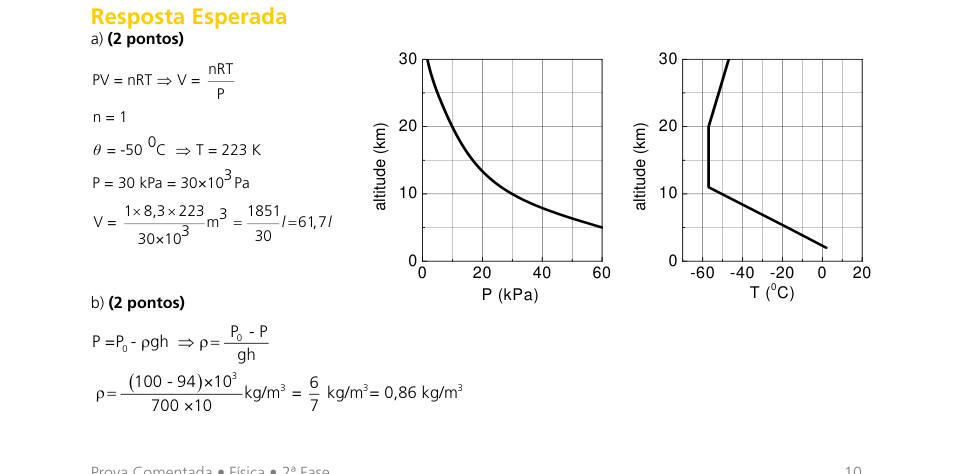 Resposta Esperada
a) (2 pontos)
PV = nRT ⇒ V = nRT / P
n = 1
θ = -50 ⁰C ⇒ T = 223 K
P = 30 kPa = 30×10³ Pa
V = 1×8,3×223 / 30×10³ m³ = 1851 / 30 l = 61,7 l
altitude (km)
30
20
10
0
0 20 40 60
P (kPa)
altitude (km)
30
20
10
0
-60 -40 -20 0 20
T (⁰C)
b) (2 pontos)
P = P₀ - ρgh ⇒ ρ = P₀ - P / gh
ρ = (100 - 94)×10³ / 700 ×10 kg/m³ = 6 / 7 kg/m³ = 0,86 kg/m³
Prova Comentada • Física • 2ª Fase 10